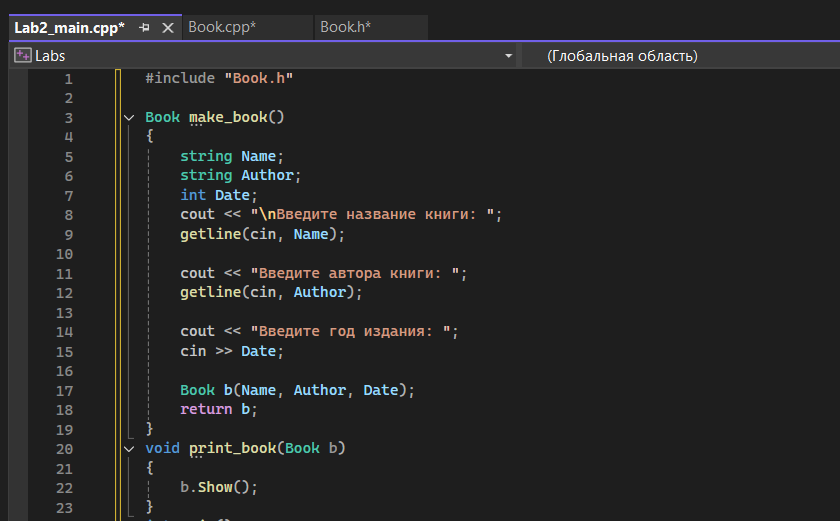 Lab2_main.cpp* Book.cpp* Book.h*
Labs (Глобальная область)
1 #include "Book.h"
2
3 Book make_book()
4 {
5 string Name;
6 string Author;
7 int Date;
8 cout << "\nВведите название книги: ";
9 getline(cin, Name);
10
11 cout << "Введите автора книги: ";
12 getline(cin, Author);
13
14 cout << "Введите год издания: ";
15 cin >> Date;
16
17 Book b(Name, Author, Date);
18 return b;
19 }
20 void print_book(Book b)
21 {
22 b.Show();
23 }